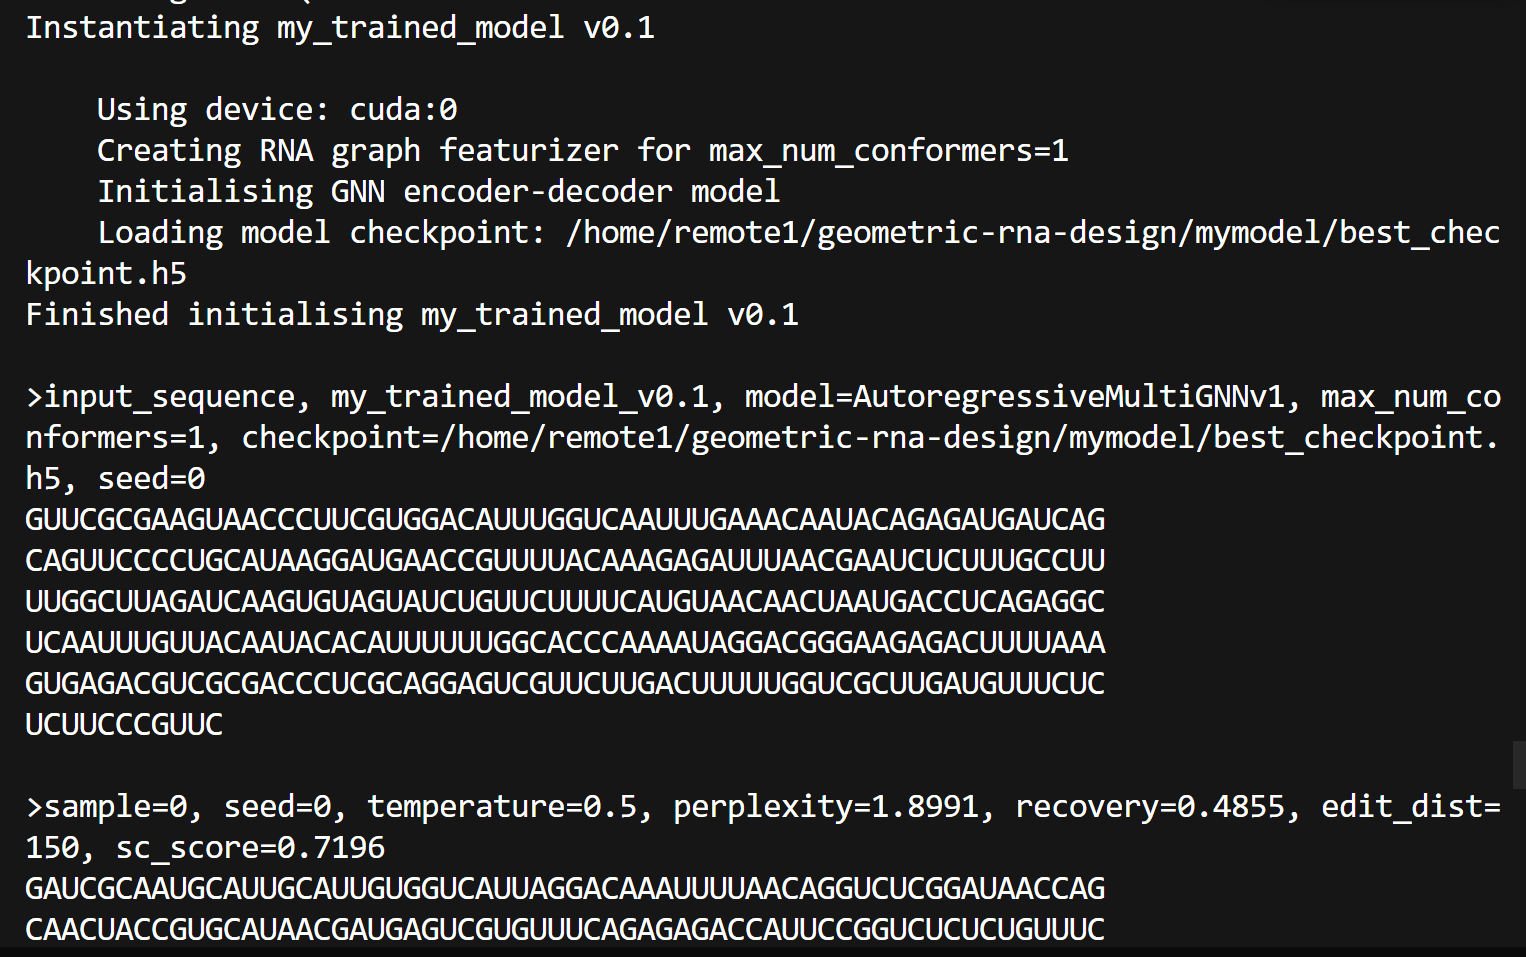 Instantiating my_trained_model v0.1
Using device: cuda:0
Creating RNA graph featurizer for max_num_conformers=1
Initialising GNN encoder-decoder model
Loading model checkpoint: /home/remote1/geometric-rna-design/mymodel/best_chec
kpoint.h5
Finished initialising my_trained_model v0.1
>input_sequence, my_trained_model_v0.1, model=AutoregressiveMultiGNNv1, max_num_co
nformers=1, checkpoint=/home/remote1/geometric-rna-design/mymodel/best_checkpoint.
h5, seed=0
GUUCGCGAAGUAACCCUUCGUGGACAUUUGGUCAAUUUGAAACAAUACAGAGAUGAUCAG
CAGUUCCCCUGCAUAAGGAUGAACCGUUUUACAAAGAGAUUUAACGAAUCUCUUUGCCUU
UUGGCUUAGAUCAAGUGUAGUAUCUGUUCUUUUCAUGUAACAACUAAUGACCUCAGAGGC
UCAAUUUGUUACAAUACACAUUUUUUGGCACCCAAAAUAGGACGGGAAGAGACUUUUAAA
GUGAGACGUCGCGACCCUCGCAGGAGUCGUUCUUGACUUUUUGGUCGCUUGAUGUUUCUC
UCUUCCCGUUC
>sample=0, seed=0, temperature=0.5, perplexity=1.8991, recovery=0.4855, edit_dist=
150, sc_score=0.7196
GAUCGCAAUGCAUUGCAUUGUGGUCAUUAGGACAAAUUUUAACAGGUCUCGGAUAACCAG
CAACUACCGUGCAUAACGAUGAGUCGUGUUUCAGAGAGACCAUUCCGGUCUCUCUGUUUC